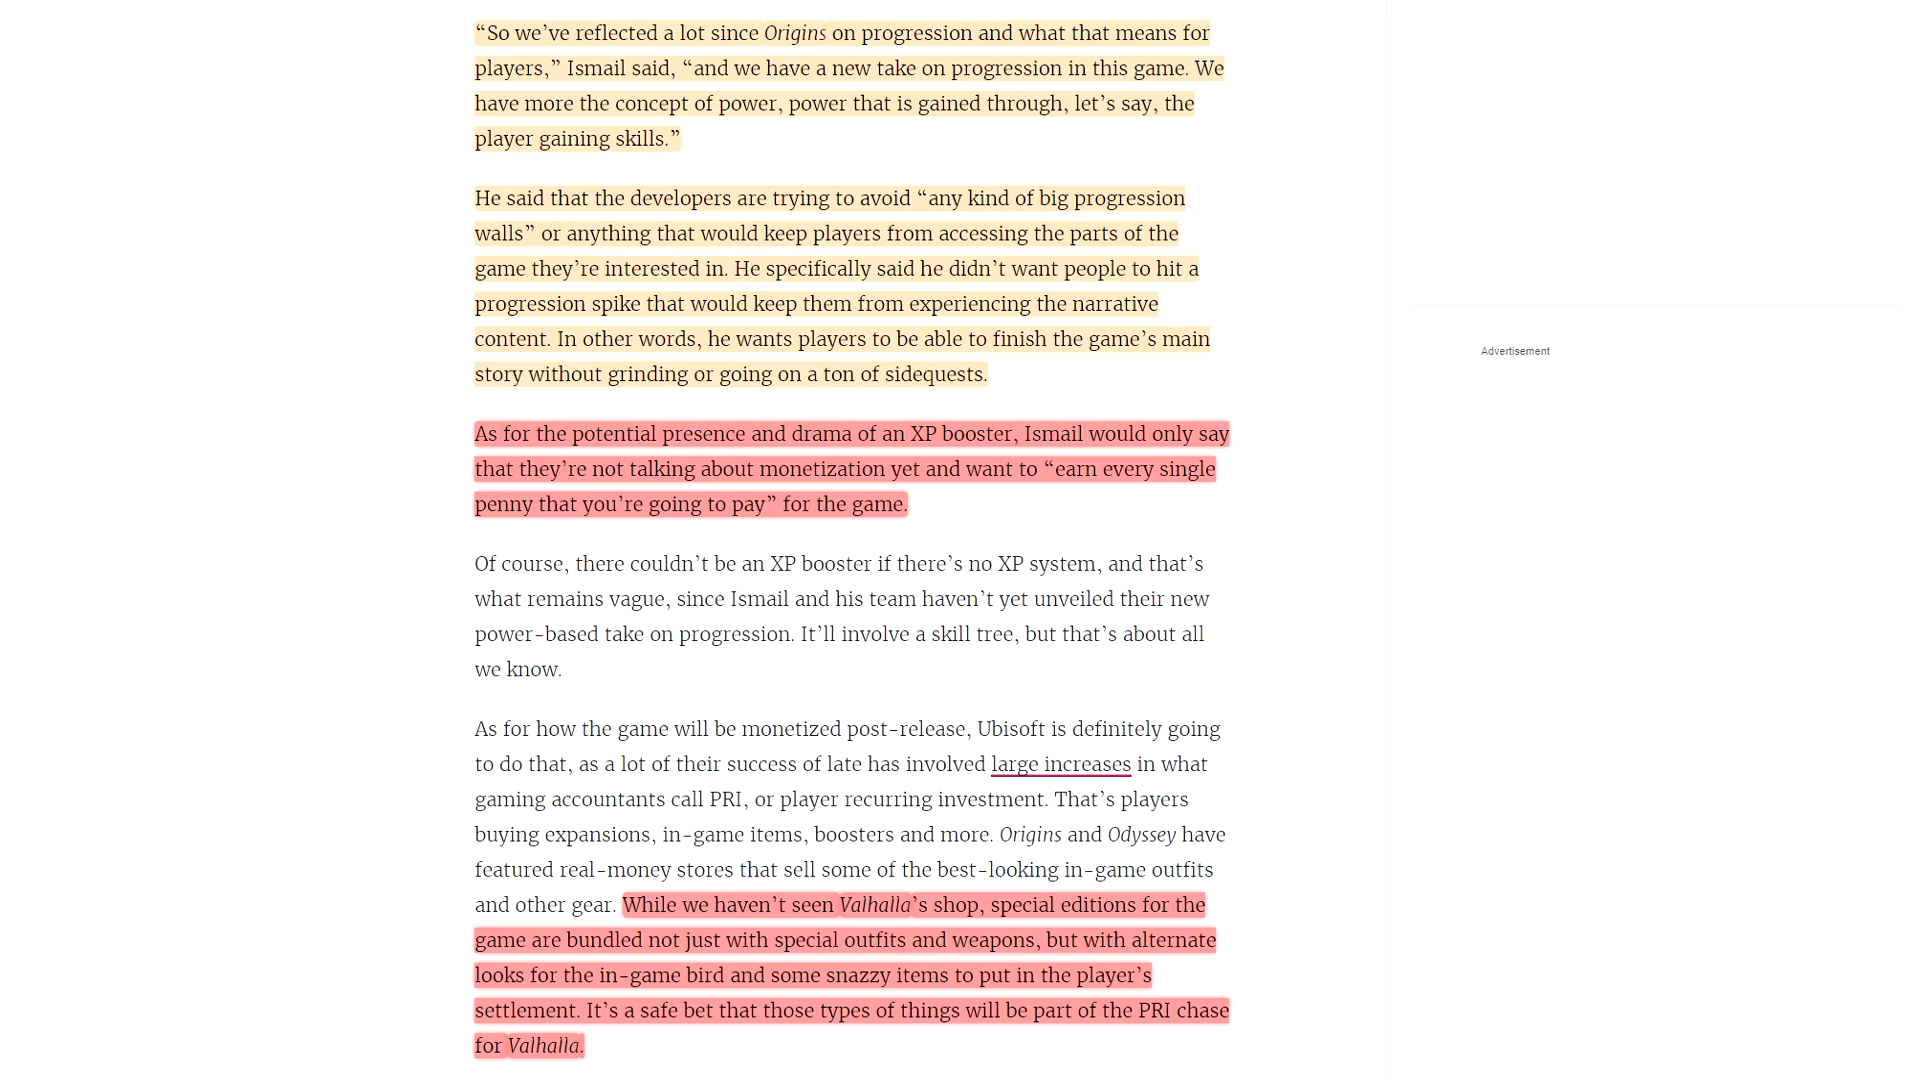 “So we’ve reflected a lot since Origins on progression and what that means for
players,” Ismail said, “and we have a new take on progression in this game. We
have more the concept of power, power that is gained through, let’s say, the
player gaining skills.”
He said that the developers are trying to avoid “any kind of big progression
walls” or anything that would keep players from accessing the parts of the
game they’re interested in. He specifically said he didn’t want people to hit a
progression spike that would keep them from experiencing the narrative
content. In other words, he wants players to be able to finish the game’s main
story without grinding or going on a ton of sidequests.
As for the potential presence and drama of an XP booster, Ismail would only say
that they’re not talking about monetization yet and want to “earn every single
penny that you’re going to pay” for the game.
Of course, there couldn’t be an XP booster if there’s no XP system, and that’s
what remains vague, since Ismail and his team haven’t yet unveiled their new
power-based take on progression. It’ll involve a skill tree, but that’s about all
we know.
As for how the game will be monetized post-release, Ubisoft is definitely going
to do that, as a lot of their success of late has involved large increases in what
gaming accountants call PRI, or player recurring investment. That’s players
buying expansions, in-game items, boosters and more. Origins and Odyssey have
featured real-money stores that sell some of the best-looking in-game outfits
and other gear. While we haven’t seen Valhalla’s shop, special editions for the
game are bundled not just with special outfits and weapons, but with alternate
looks for the in-game bird and some snazzy items to put in the player’s
settlement. It’s a safe bet that those types of things will be part of the PRI chase
for Valhalla.
Advertisement